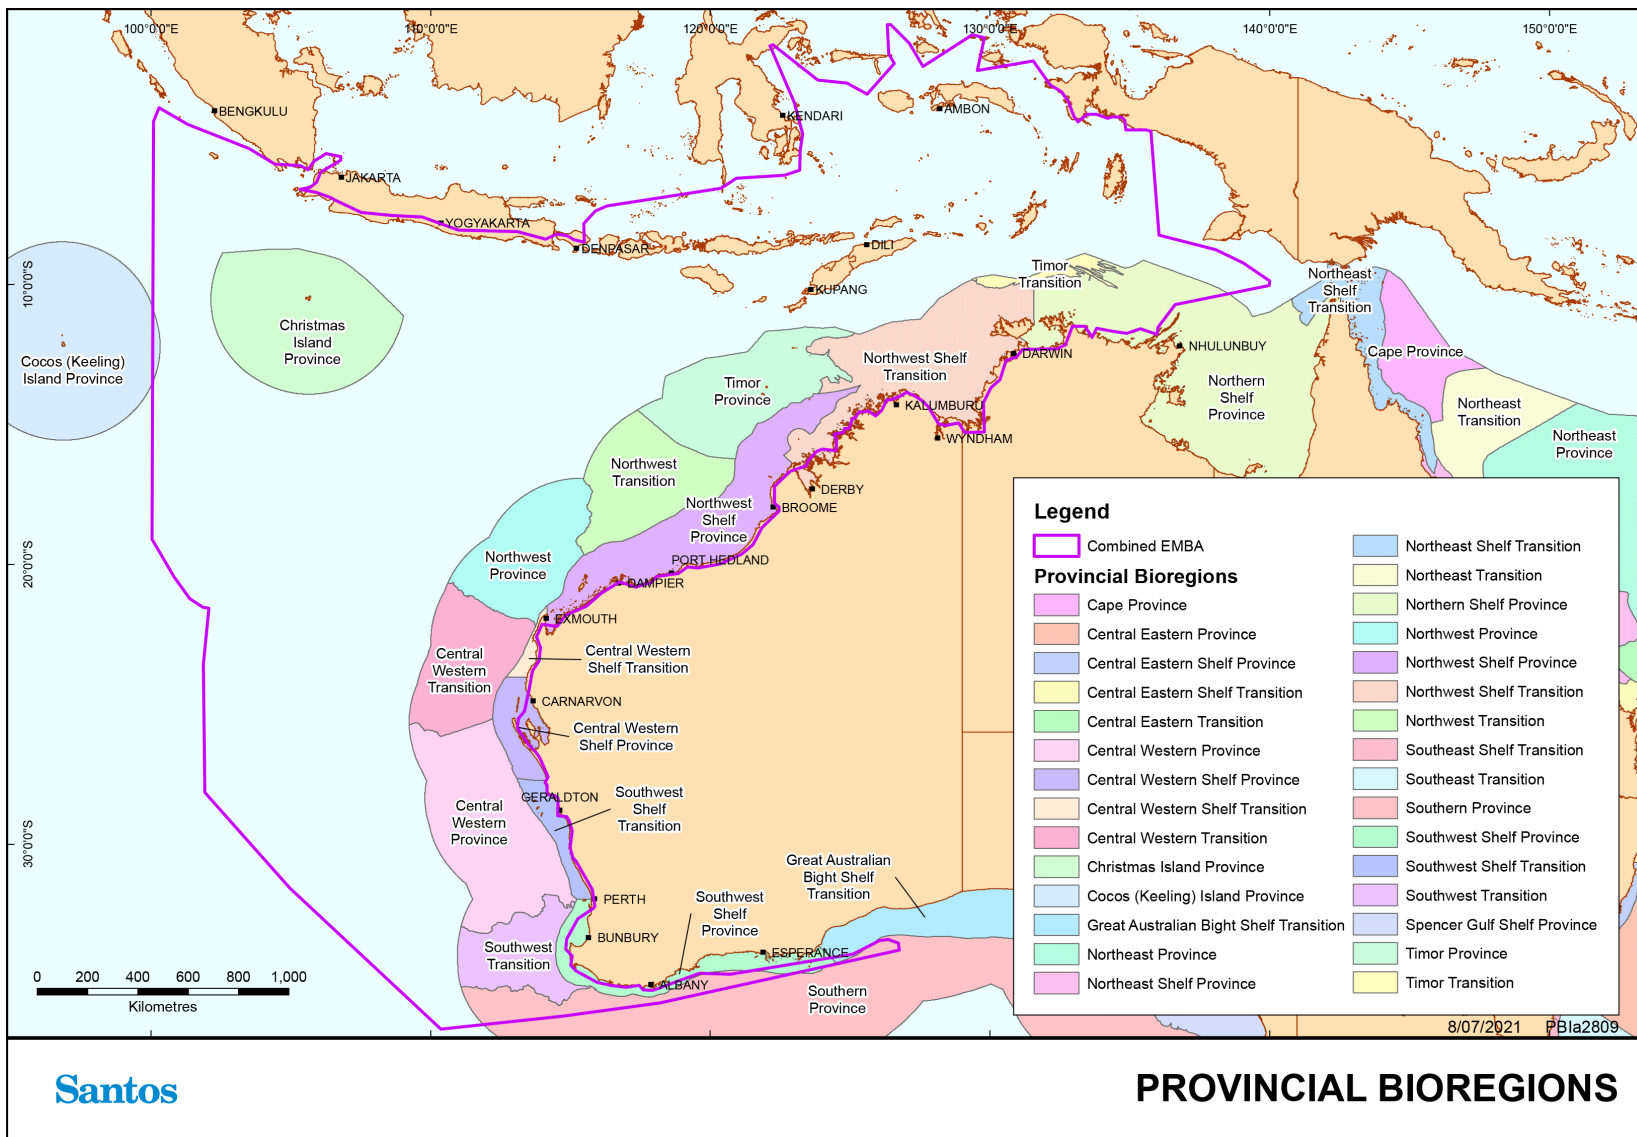 100°0'0"E
110°0'0"E
120°0'0"E
130°0'0"E
140°0'0"E
150°0'0"E
BENGKULU
KENDARI
AMBON
JAKARTA
YOGYAKARTA
DENPASAR
DILI
KUPANG
10°0'0"S
20°0'0"S
30°0'0"S
Timor
Transition
Northeast
Shelf
Transition
Christmas
Island
Province
Cocos (Keeling)
Island Province
Northwest Shelf
Transition
DARWIN
NHULUNBUY
Cape Province
Timor
Province
KALUMBURU
Northern
Shelf
Province
Northeast
Transition
WYNDHAM
Northeast
Province
Northwest
Transition
DERBY
BROOME
Northwest
Shelf
Province
Northwest
Province
PORT HEDLAND
DAMPIER
EXMOUTH
Central
Western
Transition
Central Western
Shelf Transition
CARNARVON
Central Western
Shelf Province
GERALDTON
Southwest
Shelf
Transition
Central
Western
Province
Great Australian
Bight Shelf
Transition
PERTH
Southwest
Shelf
Province
BUNBURY
Southwest
Transition
ESPERANCE
ALBANY
Southern
Province
0 200 400 600 800 1,000
Kilometres
Legend
Combined EMBA
Provincial Bioregions
Cape Province
Central Eastern Province
Central Eastern Shelf Province
Central Eastern Shelf Transition
Central Eastern Transition
Central Western Province
Central Western Shelf Province
Central Western Shelf Transition
Central Western Transition
Christmas Island Province
Cocos (Keeling) Island Province
Great Australian Bight Shelf Transition
Northeast Province
Northeast Shelf Province
Northeast Shelf Transition
Northeast Transition
Northern Shelf Province
Northwest Province
Northwest Shelf Province
Northwest Shelf Transition
Northwest Transition
Southeast Shelf Transition
Southeast Transition
Southern Province
Southwest Shelf Province
Southwest Shelf Transition
Southwest Transition
Spencer Gulf Shelf Province
Timor Province
Timor Transition
8/07/2021 PBIa2809
Santos
PROVINCIAL BIOREGIONS